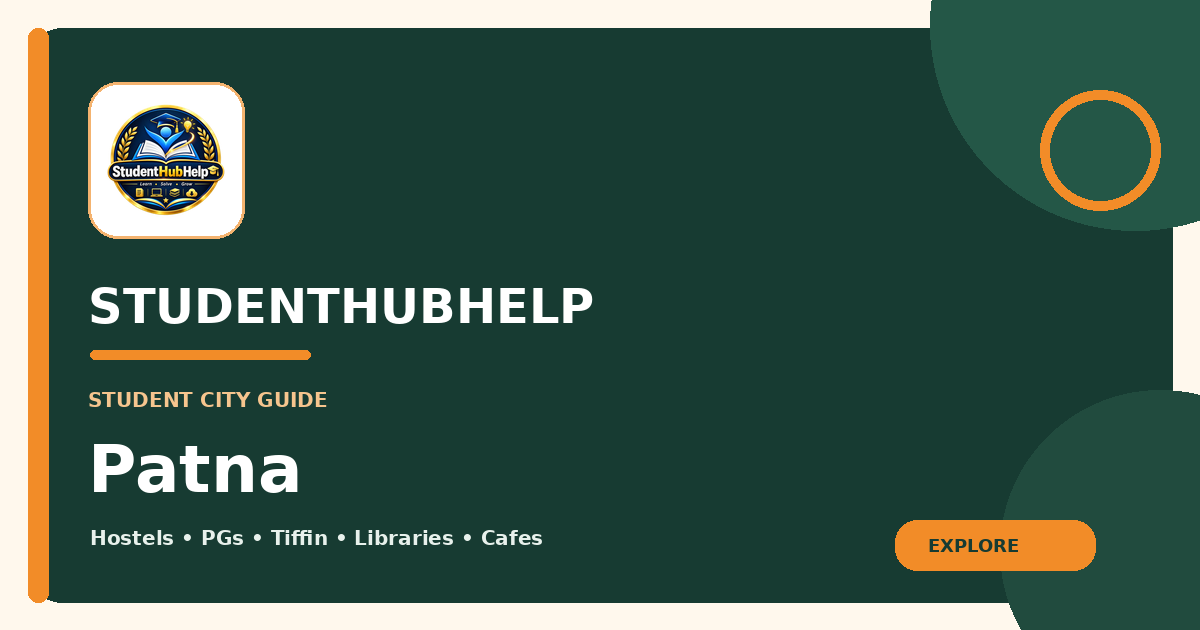 StudentHubHelp
Learn • Solve • Grow
STUDENTHUBHELP
STUDENT CITY GUIDE
Patna
Hostels • PGs • Tiffin • Libraries • Cafes
EXPLORE